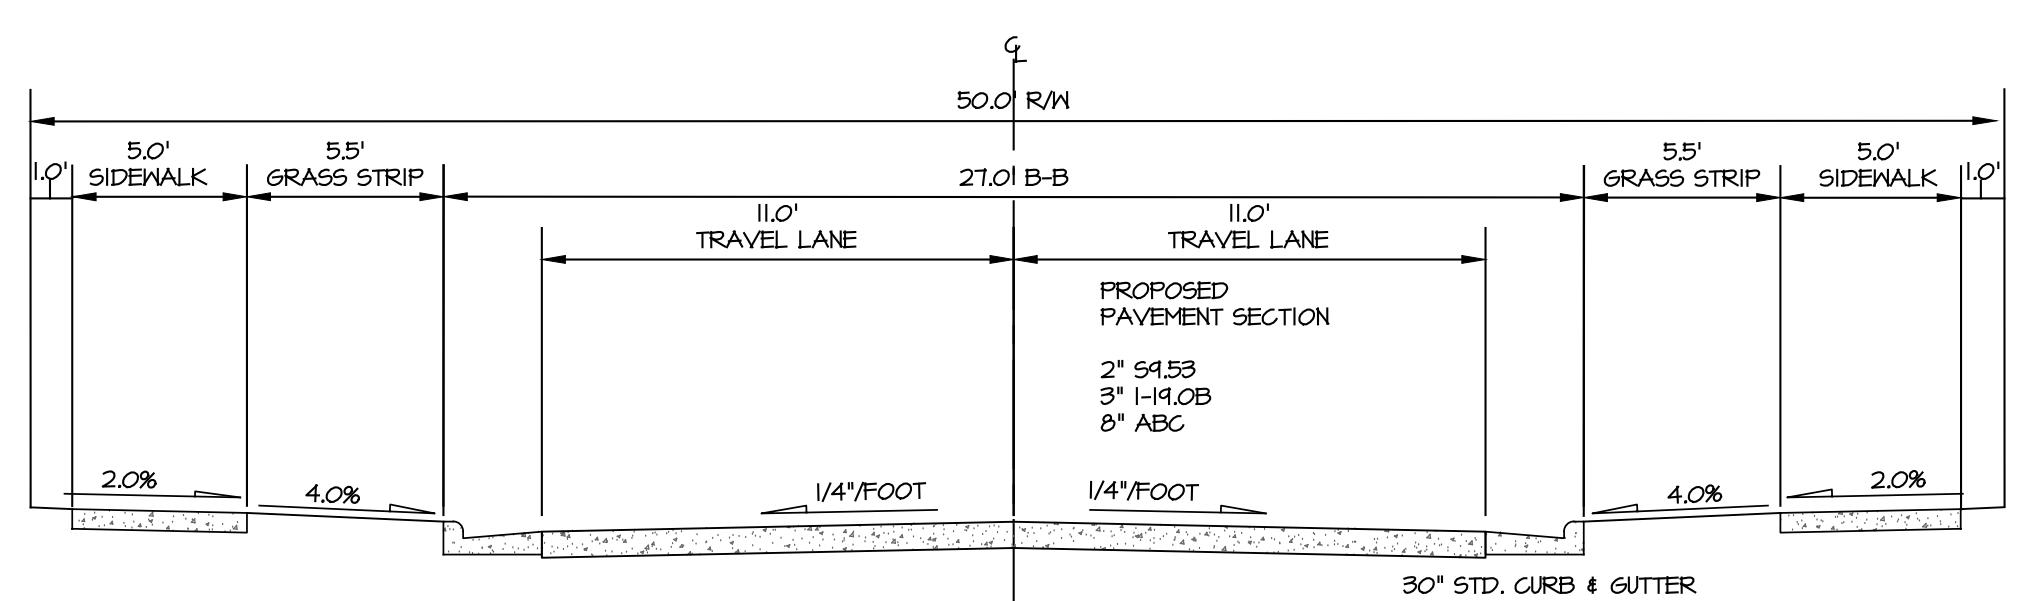 ℄
50.0' R/W
5.0'
SIDEWALK
5.5'
GRASS STRIP
1.0'
27.0' B-B
5.5'
GRASS STRIP
5.0'
SIDEWALK
1.0'
11.0'
TRAVEL LANE
11.0'
TRAVEL LANE
PROPOSED
PAVEMENT SECTION
2" S9.53
3" I-19.0B
8" ABC
2.0%
4.0%
1/4"/FOOT
1/4"/FOOT
4.0%
2.0%
30" STD. CURB & GUTTER